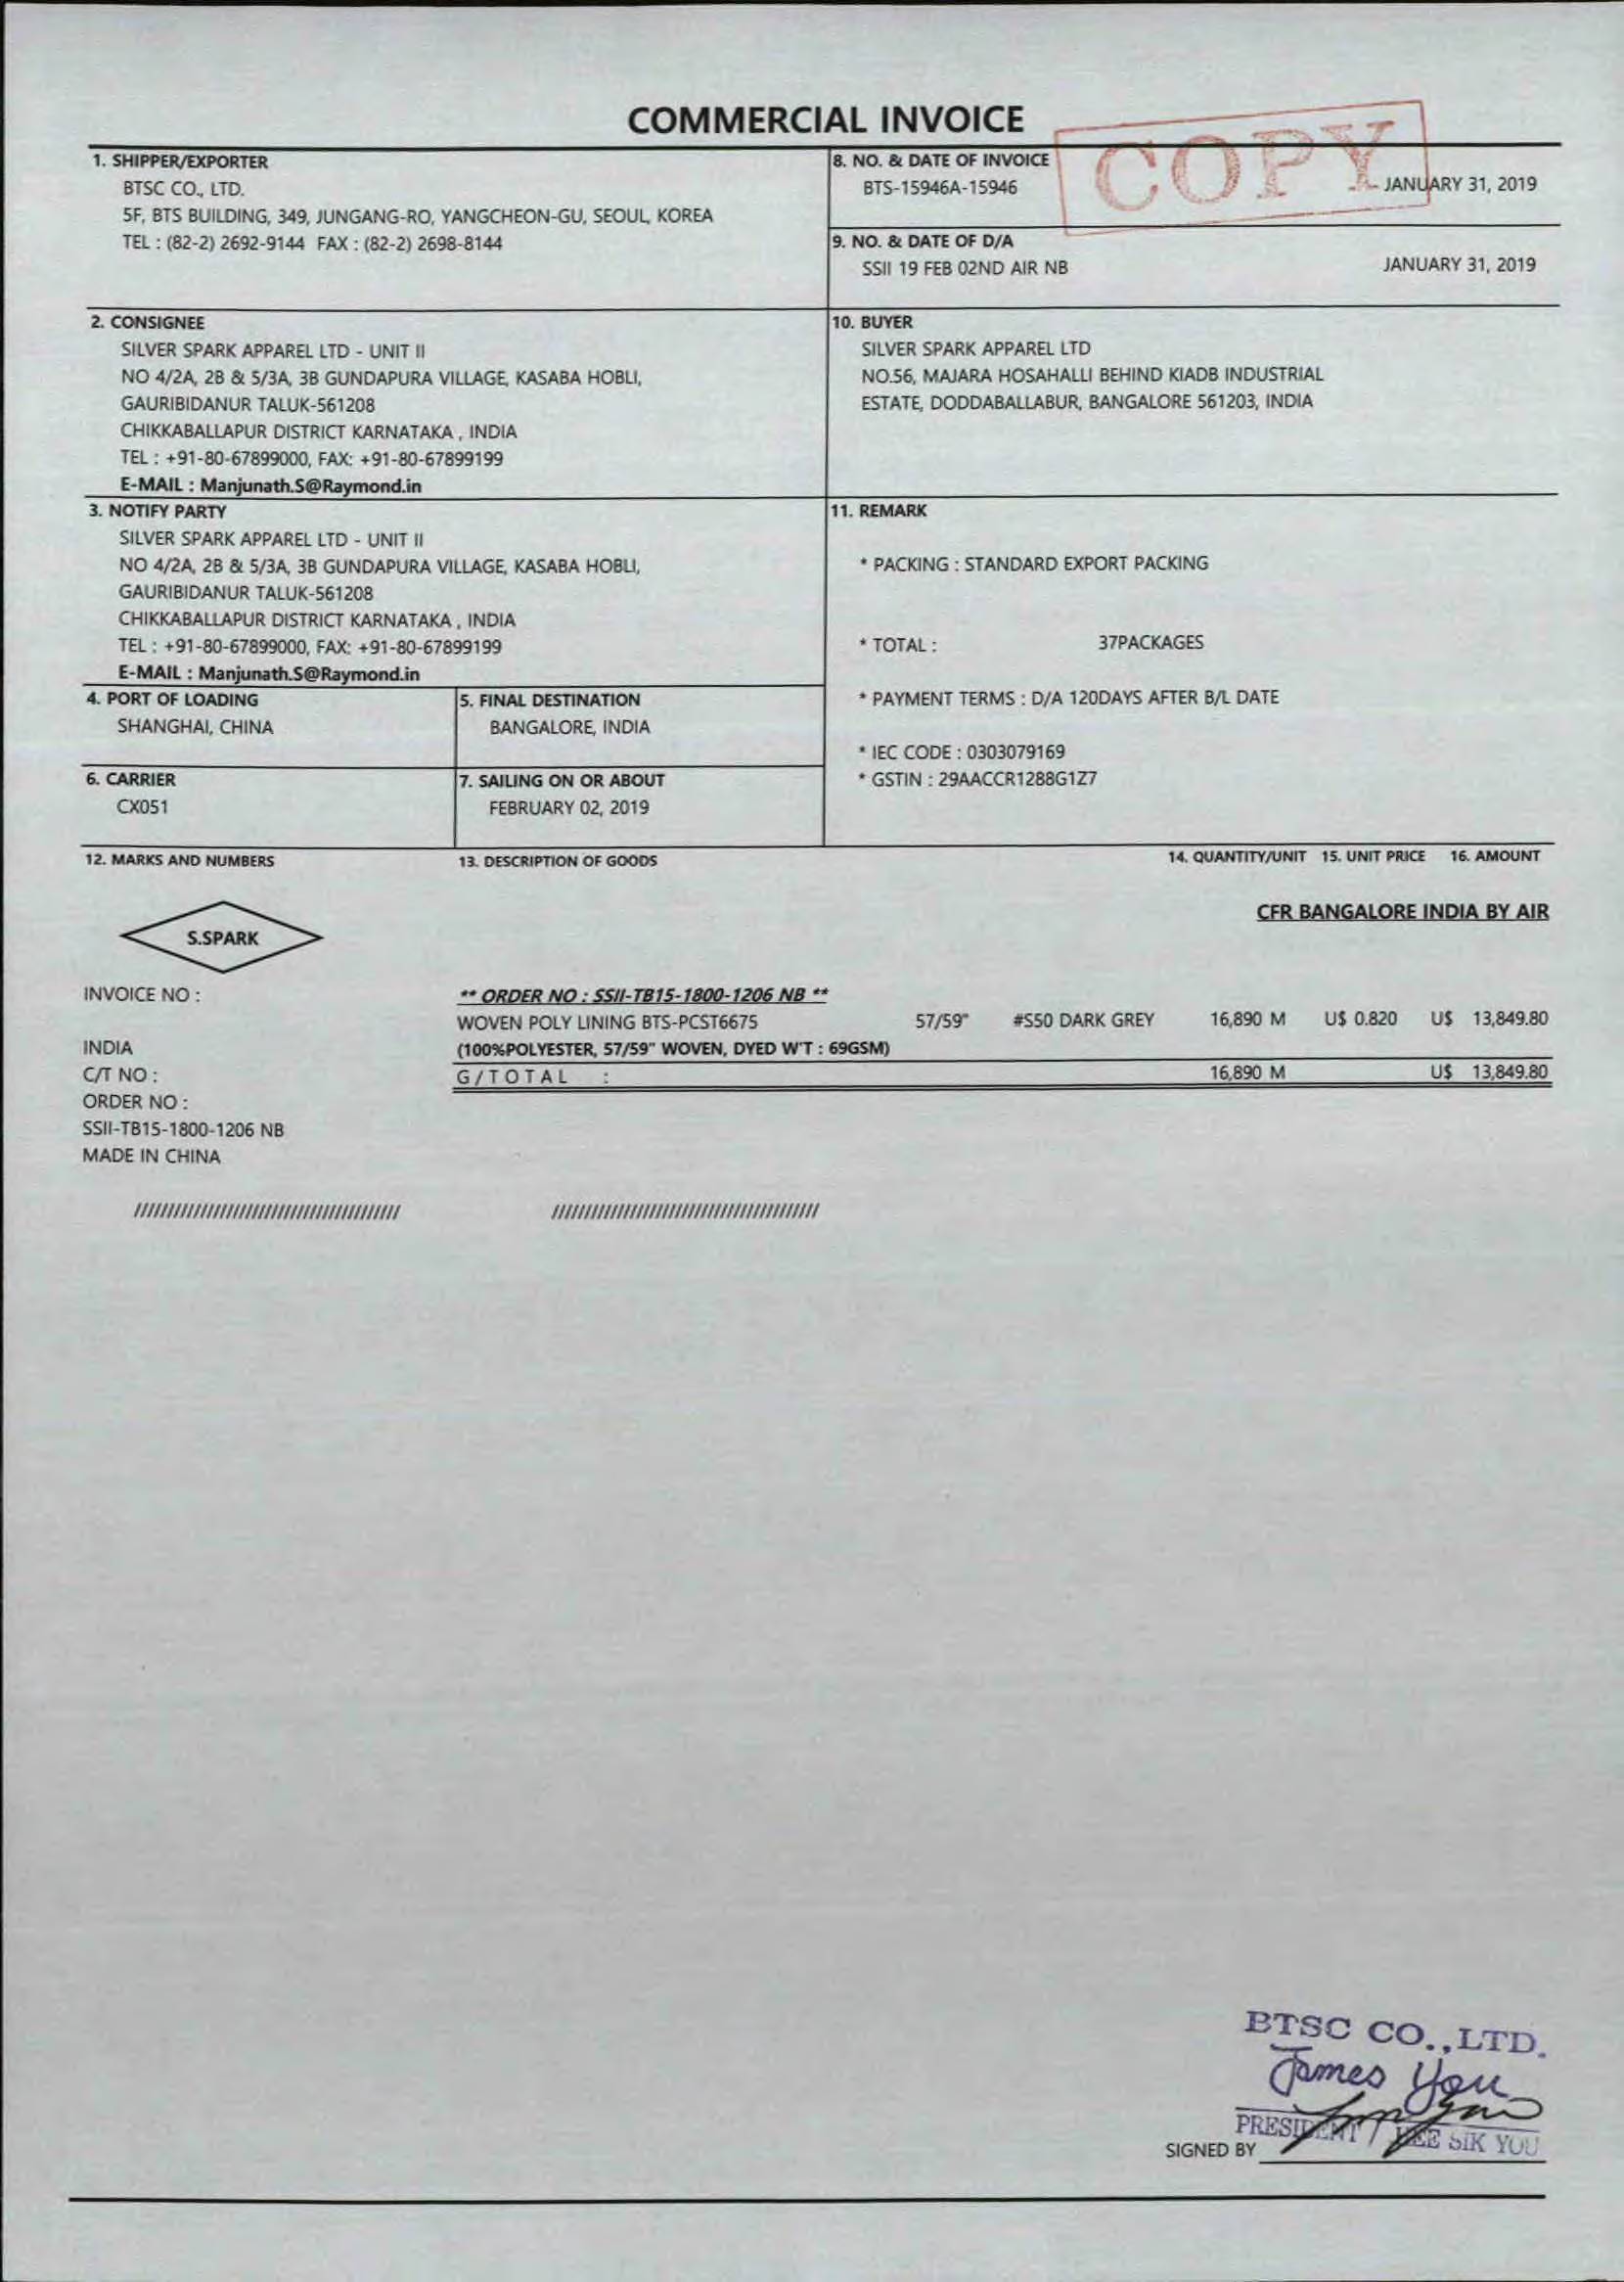 COMMERCIAL INVOICE
COPY
1. SHIPPER/EXPORTER
BTSC CO., LTD.
5F, BTS BUILDING, 349, JUNGANG-RO, YANGCHEON-GU, SEOUL, KOREA
TEL : (82-2) 2692-9144 FAX : (82-2) 2698-8144
8. NO. & DATE OF INVOICE
BTS-15946A-15946 JANUARY 31, 2019
9. NO. & DATE OF D/A
SSII 19 FEB 02ND AIR NB JANUARY 31, 2019
2. CONSIGNEE
SILVER SPARK APPAREL LTD - UNIT II
NO 4/2A, 2B & 5/3A, 3B GUNDAPURA VILLAGE, KASABA HOBLI,
GAURIBIDANUR TALUK-561208
CHIKKABALLAPUR DISTRICT KARNATAKA , INDIA
TEL : +91-80-67899000, FAX: +91-80-67899199
E-MAIL : Manjunath.S@Raymond.in
10. BUYER
SILVER SPARK APPAREL LTD
NO.56, MAJARA HOSAHALLI BEHIND KIADB INDUSTRIAL
ESTATE, DODDABALLABUR, BANGALORE 561203, INDIA
3. NOTIFY PARTY
SILVER SPARK APPAREL LTD - UNIT II
NO 4/2A, 2B & 5/3A, 3B GUNDAPURA VILLAGE, KASABA HOBLI,
GAURIBIDANUR TALUK-561208
CHIKKABALLAPUR DISTRICT KARNATAKA , INDIA
TEL : +91-80-67899000, FAX: +91-80-67899199
E-MAIL : Manjunath.S@Raymond.in
11. REMARK
* PACKING : STANDARD EXPORT PACKING
* TOTAL : 37PACKAGES
* PAYMENT TERMS : D/A 120DAYS AFTER B/L DATE
* IEC CODE : 0303079169
* GSTIN : 29AACCR1288G1Z7
4. PORT OF LOADING
SHANGHAI, CHINA
5. FINAL DESTINATION
BANGALORE, INDIA
6. CARRIER
CX051
7. SAILING ON OR ABOUT
FEBRUARY 02, 2019
12. MARKS AND NUMBERS 13. DESCRIPTION OF GOODS 14. QUANTITY/UNIT 15. UNIT PRICE 16. AMOUNT
CFR BANGALORE INDIA BY AIR
S.SPARK
INVOICE NO : ** ORDER NO : SSII-TB15-1800-1206 NB **
WOVEN POLY LINING BTS-PCST6675 57/59" #S50 DARK GREY 16,890 M U$ 0.820 U$ 13,849.80
INDIA (100%POLYESTER, 57/59" WOVEN, DYED W'T : 69GSM)
C/T NO : G/TOTAL : 16,890 M U$ 13,849.80
ORDER NO :
SSII-TB15-1800-1206 NB
MADE IN CHINA
//////////////////////////////////////// ////////////////////////////////////////
BTSC CO.,LTD.
James You
PRESIDENT / HEE SIK YOU
SIGNED BY